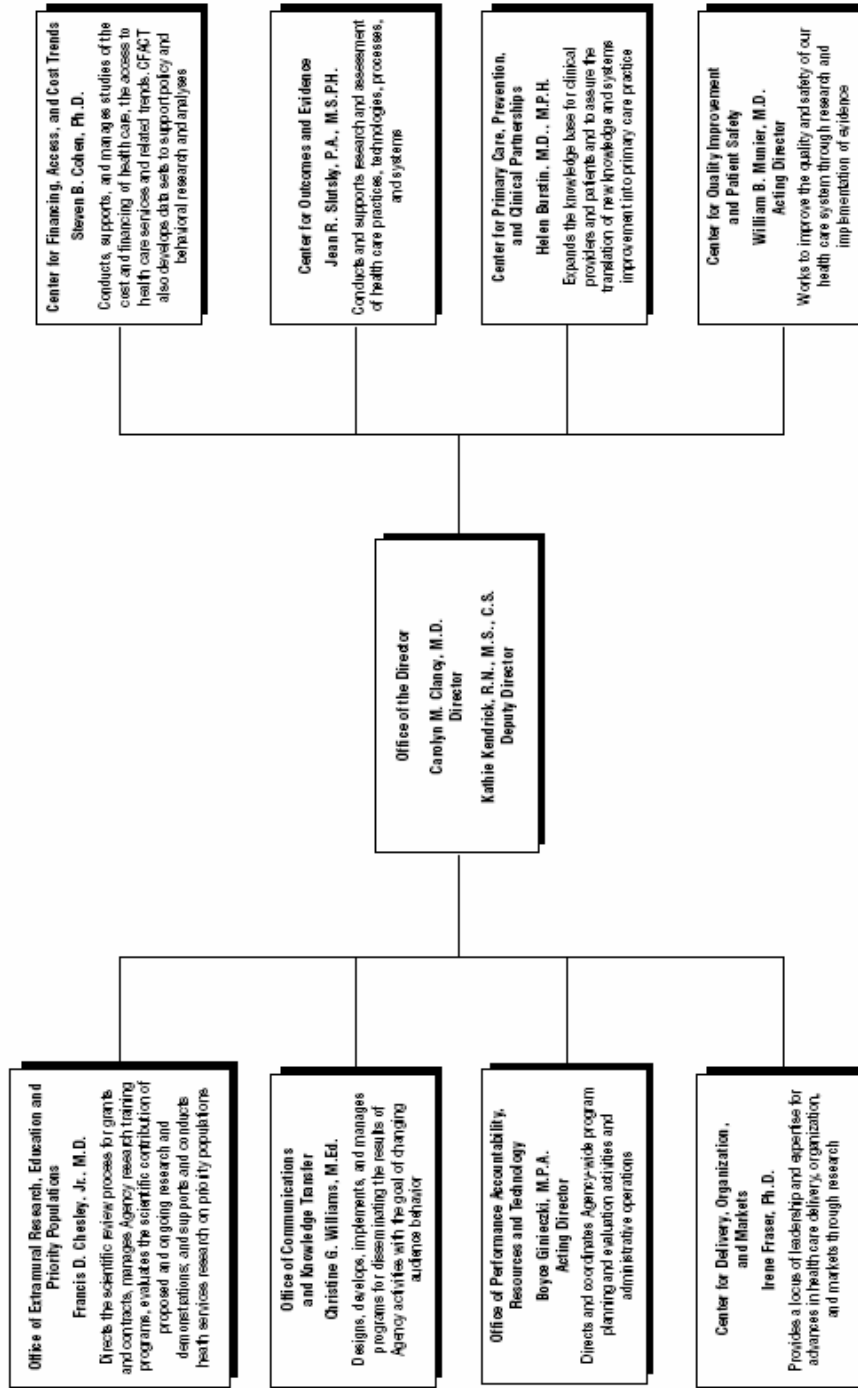 Office of Extramural Research, Education and
Priority Populations
Francis D. Chesley, Jr., M.D.
Directs the scientific review process for grants
and contracts, manages Agency research training
programs, evaluates the scientific contribution of
proposed and ongoing research and
demonstrations; and supports and conducts
heath services research on priority populations
Office of Communications
and Knowledge Transfer
Christine G. Williams, M.Ed.
Designs, develops, implements, and manages
programs for disseminating the results of
Agency activities with the goal of changing
audience behavior
Office of Performance Accountability,
Resources and Technology
Boyce Ginieczki, M.P.A.
Acting Director
Directs and coordinates Agency-wide program
planning and evaluation activities and
administrative operations
Center for Delivery, Organization,
and Markets
Irene Fraser, Ph.D.
Provides a locus of leadership and expertise for
advances in health care delivery, organization,
and markets through research
Office of the Director
Carolyn M. Clancy, M.D.
Director
Kathie Kendrick, R.N., M.S., C.S.
Deputy Director
Center for Financing, Access, and Cost Trends
Steven B. Cohen, Ph.D.
Conducts, supports, and manages studies of the
cost and financing of health care, the access to
health care services and related trends. CFACT
also develops data sets to support policy and
behavioral research and analyses
Center for Outcomes and Evidence
Jean R. Slutsky, P.A., M.S.P.H.
Conducts and supports research and assessment
of health care practices, technologies, processes,
and systems
Center for Primary Care, Prevention,
and Clinical Partnerships
Helen Burstin, M.D., M.P.H.
Expands the knowledge base for clinical
providers and patients and to assure the
translation of new knowledge and systems
improvement into primary care practice
Center for Quality Improvement
and Patient Safety
William B. Munier, M.D.
Acting Director
Works to improve the quality and safety of our
health care system through research and
implementation of evidence